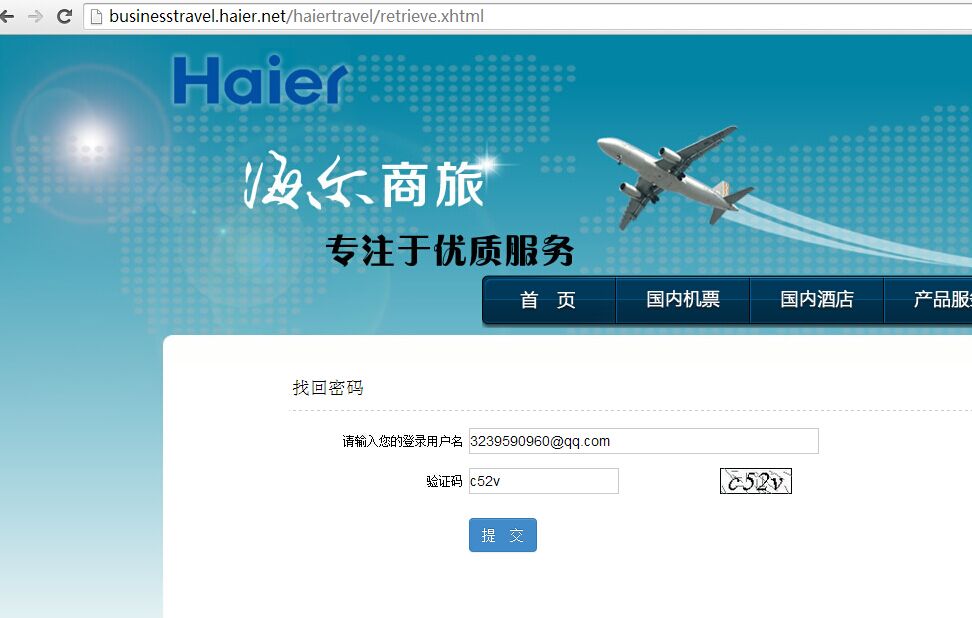 businesstravel.haier.net/haiertravel/retrieve.xhtml
Haier
海尔商旅
专注于优质服务
首 页 国内机票 国内酒店 产品服
找回密码
请输入您的登录用户名 3239590960@qq.com
验证码 c52v c52v
提 交